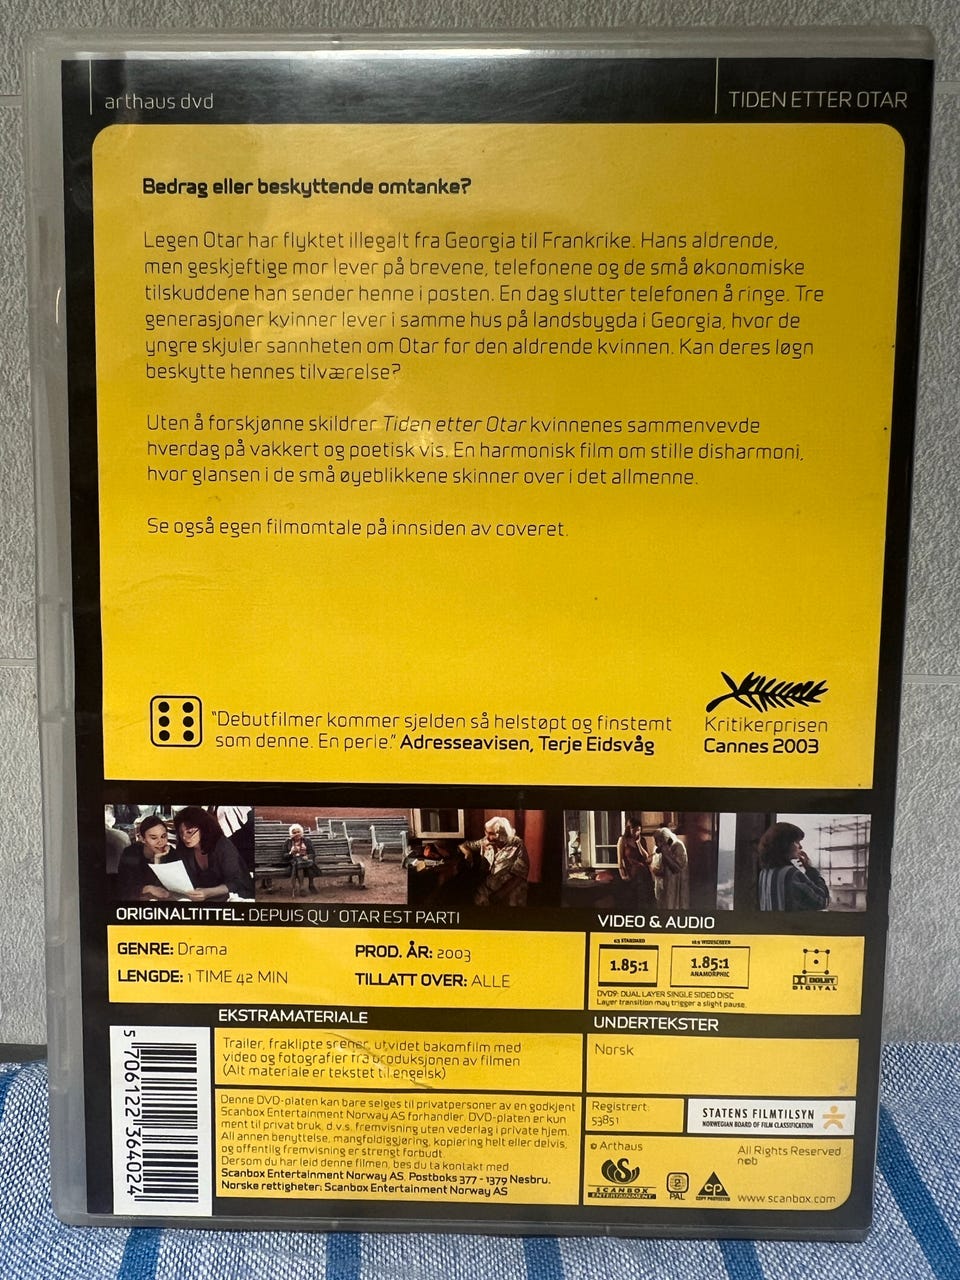 arthaus dvd
TIDEN ETTER OTAR
Bedrag eller beskyttende omtanke?
Legen Otar har flyktet illegalt fra Georgia til Frankrike. Hans aldrende,
men geskjeftige mor lever på brevene, telefonene og de små økonomiske
tilskuddene han sender henne i posten. En dag slutter telefonen å ringe. Tre
generasjoner kvinner lever i samme hus på landsbygda i Georgia, hvor de
yngre skjuler sannheten om Otar for den aldrende kvinnen. Kan deres løgn
beskytte hennes tilværelse?
Uten å forskjønne skildrer Tiden etter Otar kvinnenes sammenvevde
hverdag på vakkert og poetisk vis. En harmonisk film om stille disharmoni,
hvor glansen i de små øyeblikkene skinner over i det allmenne.
Se også egen filmomtale på innsiden av coveret.
"Debutfilmer kommer sjelden så helstøpt og finstemt
som denne. En perle." Adresseavisen, Terje Eidsvåg
Kritikerprisen
Cannes 2003
ORIGINALTITTEL: DEPUIS QU´OTAR EST PARTI
GENRE: Drama
PROD. ÅR: 2003
LENGDE: 1 TIME 42 MIN
TILLATT OVER: ALLE
VIDEO & AUDIO
4:3 STANDARD
1.85:1
16:9 WIDESCREEN
1.85:1
ANAMORPHIC
DOLBY
DIGITAL
DVD9: DUAL LAYER SINGLE SIDED DISC
Layer transition may trigger a slight pause.
EKSTRAMATERIALE
Trailer, fraklipte scener, utvidet bakomfilm med
video og fotografier fra produksjonen av filmen
(Alt materiale er tekstet til engelsk)
UNDERTEKSTER
Norsk
Denne DVD-platen kan bare selges til privatpersoner av en godkjent
Scanbox Entertainment Norway AS forhandler. DVD-platen er kun
ment til privat bruk, d.v.s. fremvisning uten vederlag i private hjem.
All annen benyttelse, mangfoldiggjøring, kopiering helt eller delvis,
og offentlig fremvisning er strengt forbudt.
Dersom du har leid denne filmen, bes du ta kontakt med
Scanbox Entertainment Norway AS, Postboks 377 - 1379 Nesbru.
Norske rettigheter: Scanbox Entertainment Norway AS
Registrert:
53851
STATENS FILMTILSYN
NORWEGIAN BOARD OF FILM CLASSIFICATION
© Arthaus
All Rights Reserved
ncb
SCANBOX
ENTERTAINMENT
2
PAL
CP
COPY PROTECTED
www.scanbox.com
5 706122 364024